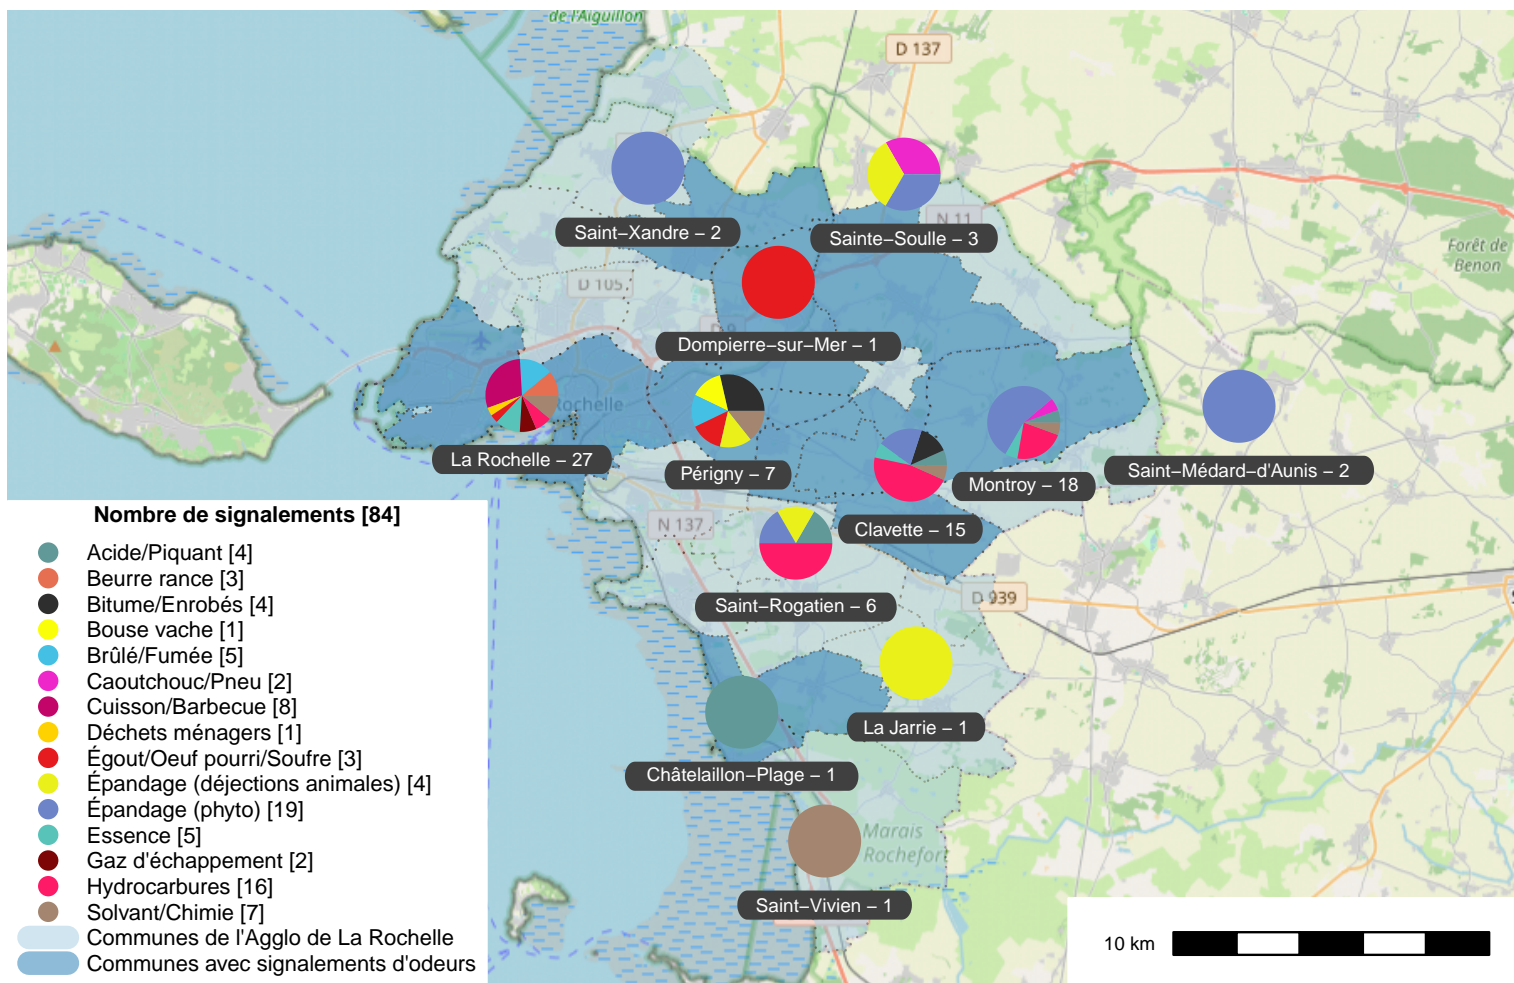 de l'Aiguillon
D 137
Saint−Xandre − 2
Sainte−Soulle − 3
N 11
Forêt de
Benon
D 105
D 9
Dompierre−sur−Mer − 1
Rochelle
La Rochelle − 27
Périgny − 7
Montroy − 18
Saint−Médard−d'Aunis − 2
Clavette − 15
N 137
Saint−Rogatien − 6
D 939
La Jarrie − 1
Châtelaillon−Plage − 1
Marais
Rochefort
Saint−Vivien − 1
Nombre de signalements [84]
Acide/Piquant [4]
Beurre rance [3]
Bitume/Enrobés [4]
Bouse vache [1]
Brûlé/Fumée [5]
Caoutchouc/Pneu [2]
Cuisson/Barbecue [8]
Déchets ménagers [1]
Égout/Oeuf pourri/Soufre [3]
Épandage (déjections animales) [4]
Épandage (phyto) [19]
Essence [5]
Gaz d'échappement [2]
Hydrocarbures [16]
Solvant/Chimie [7]
Communes de l'Agglo de La Rochelle
Communes avec signalements d'odeurs
10 km